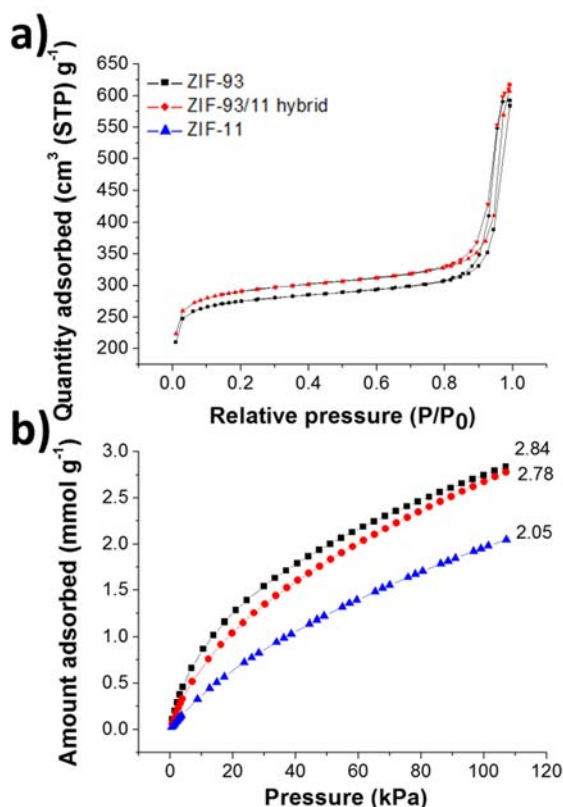 a)
Quantity adsorbed (cm³ (STP) g⁻¹)
650
600
550
500
450
400
350
300
250
200
ZIF-93
ZIF-93/11 hybrid
ZIF-11
0.0 0.2 0.4 0.6 0.8 1.0
Relative pressure (P/P₀)
b)
Amount adsorbed (mmol g⁻¹)
3.0
2.5
2.0
1.5
1.0
0.5
0.0
2.84
2.78
2.05
0 20 40 60 80 100 120
Pressure (kPa)